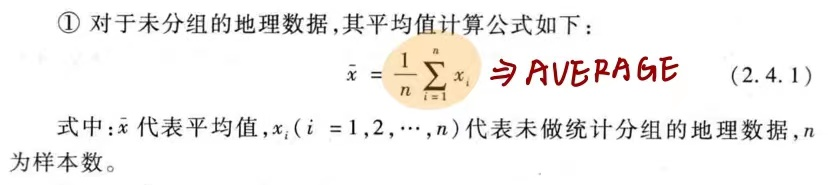 ① 对于未分组的地理数据,其平均值计算公式如下:
x̄ = 1/n ∑_{i=1}^{n} x_i ⇒ AVERAGE (2.4.1)
式中:x̄ 代表平均值,x_i(i =1,2,⋯,n)代表未做统计分组的地理数据,n
为样本数。